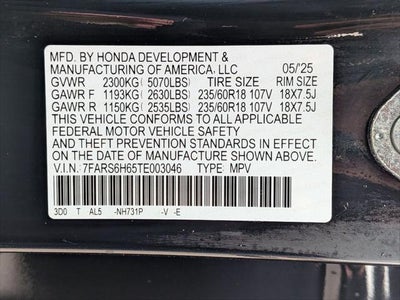 MFD. BY HONDA DEVELOPMENT &
MANUFACTURING OF AMERICA, LLC 05/'25
GVWR 2300KG (5070LBS) TIRE SIZE RIM SIZE
GAWR F 1193KG (2630LBS) 235/60R18 107V 18X7.5J
GAWR R 1150KG (2535LBS) 235/60R18 107V 18X7.5J
THIS VEHICLE CONFORMS TO ALL APPLICABLE
FEDERAL MOTOR VEHICLE SAFETY AND
THEFT PREVENTION STANDARDS IN EFFECT ON
THE DATE OF MANUFACTURE SHOWN ABOVE.
V.I.N. 7FARS6H65TE003046 TYPE: MPV
3D0 T AL5 -NH731P -V -E